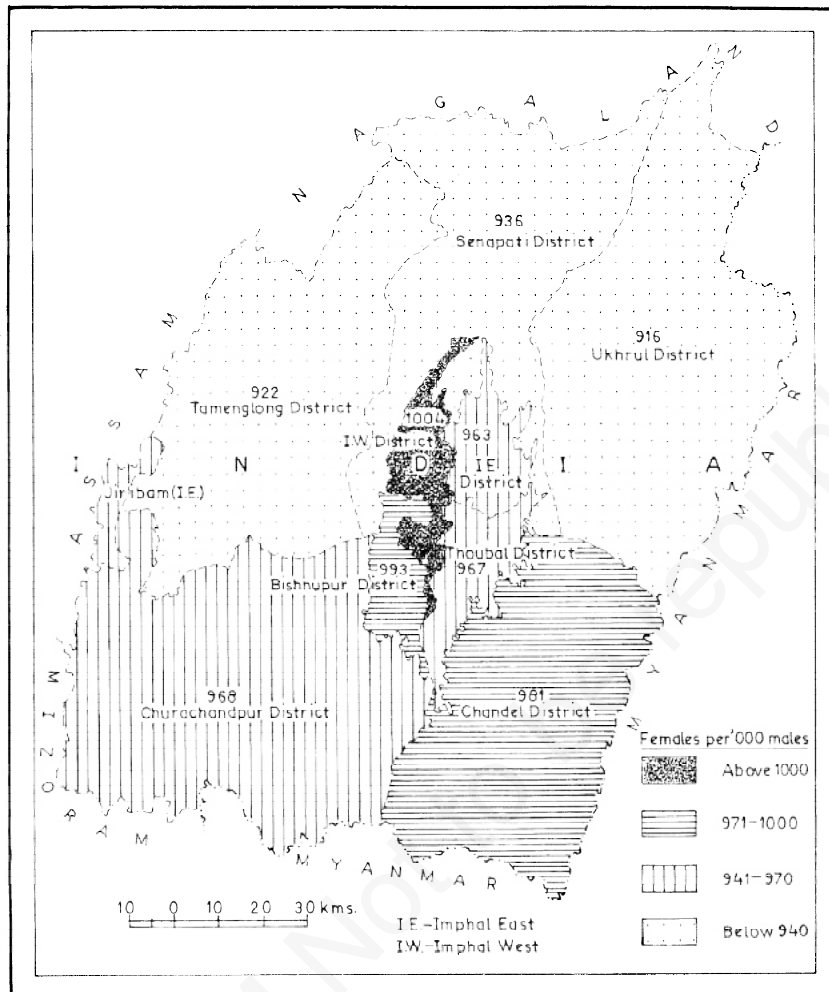 N A G A L A N D
936
Senapati District
916
Ukhrul District
922
Tamenglong District
1004
I.W. District
963
I.E.
District
I N D I A
A S S A M
Jiribam (I.E.)
Thoubal District
967
993
Bishnupur District
968
Churachandpur District
981
Chandel District
M I Z O R A M
M Y A N M A R
M Y A N M A R
Females per'000 males
Above 1000
971-1000
941-970
Below 940
10 0 10 20 30 kms.
I.E.-Imphal East
I.W.-Imphal West
Not to